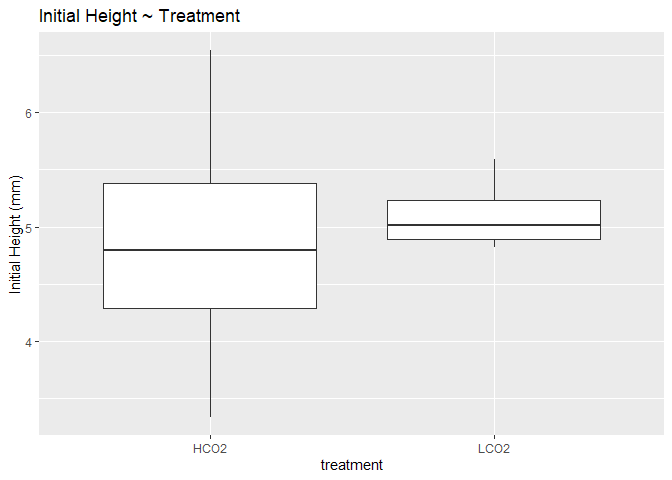 Initial Height ~ Treatment
Initial Height (mm)
6
5
4
HCO2
LCO2
treatment